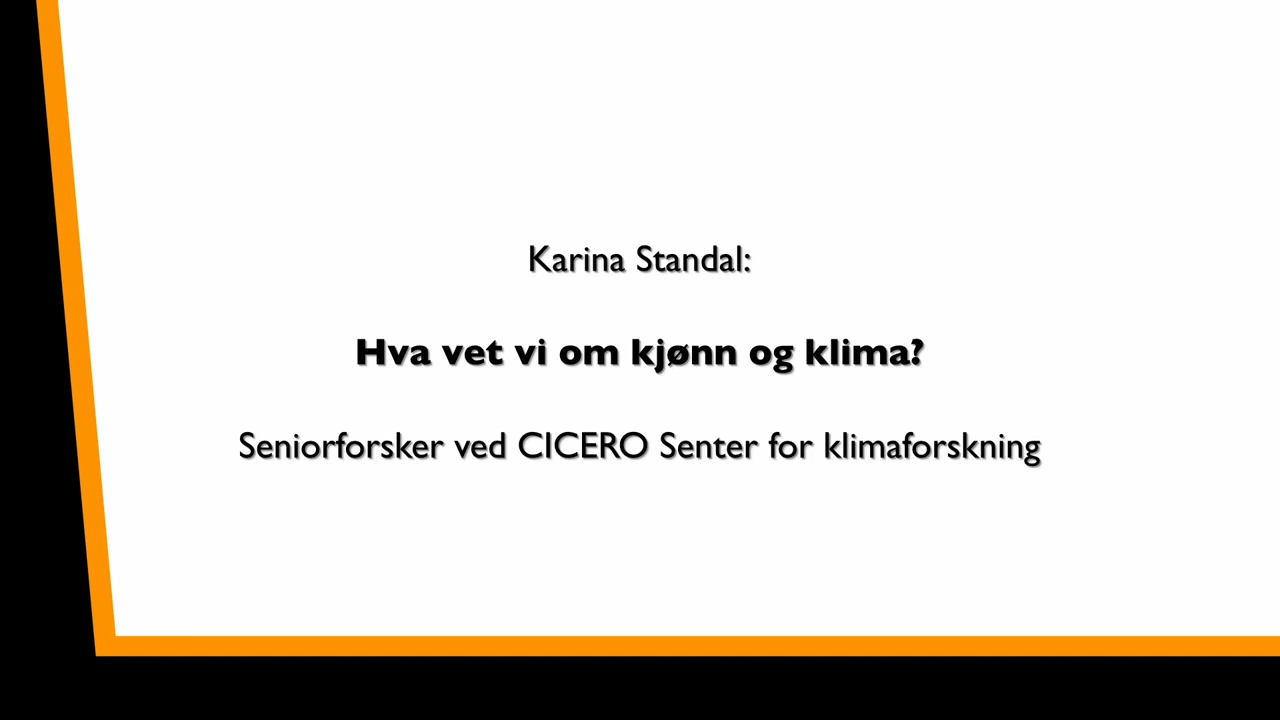 Karina Standal:
Hva vet vi om kjønn og klima?
Seniorforsker ved CICERO Senter for klimaforskning